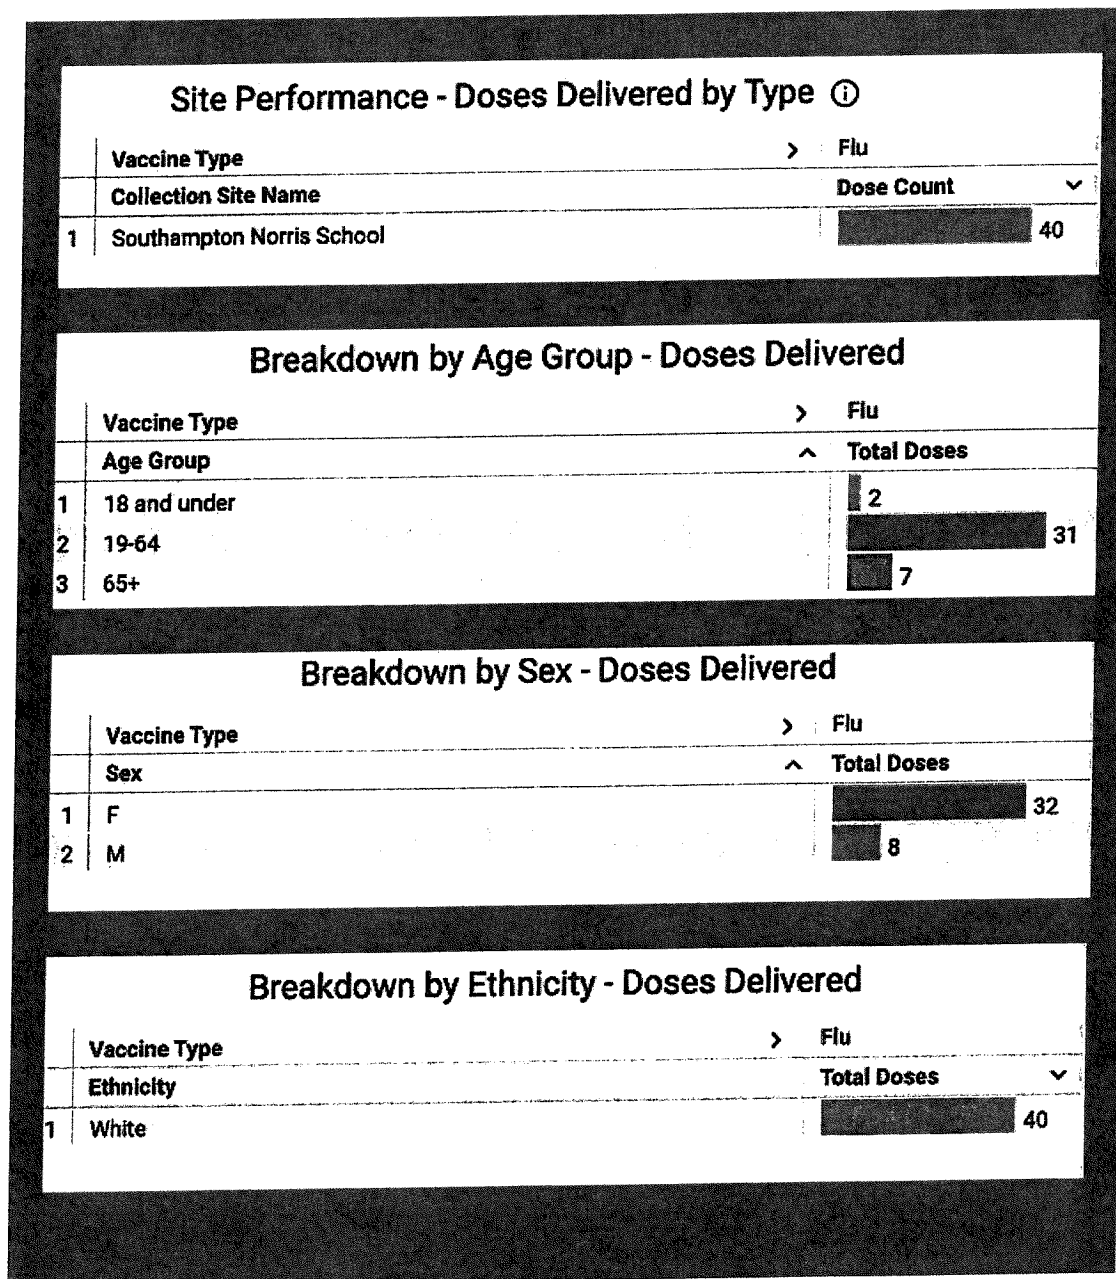 Site Performance - Doses Delivered by Type ⓘ
Vaccine Type > Flu
Collection Site Name Dose Count
1 Southampton Norris School 40
Breakdown by Age Group - Doses Delivered
Vaccine Type > Flu
Age Group Total Doses
1 18 and under 2
2 19-64 31
3 65+ 7
Breakdown by Sex - Doses Delivered
Vaccine Type > Flu
Sex Total Doses
1 F 32
2 M 8
Breakdown by Ethnicity - Doses Delivered
Vaccine Type > Flu
Ethnicity Total Doses
1 White 40